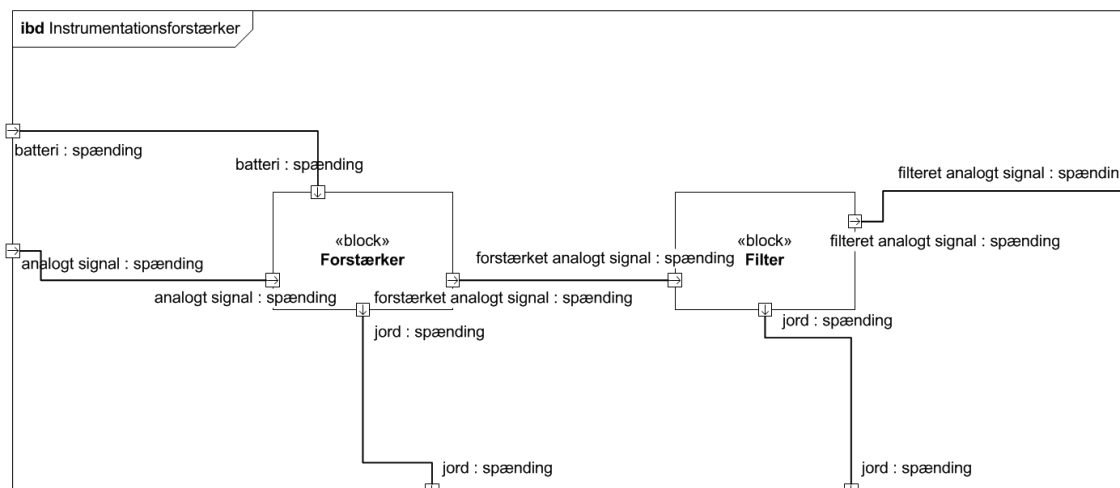 ibd Instrumentationsforstærker
batteri : spænding
batteri : spænding
filteret analogt signal : spændin
«block»
Forstærker
«block»
Filter
filteret analogt signal : spænding
forstærket analogt signal : spænding
analogt signal : spænding
analogt signal : spænding
forstærket analogt signal : spænding
jord : spænding
jord : spænding
jord : spænding
jord : spænding